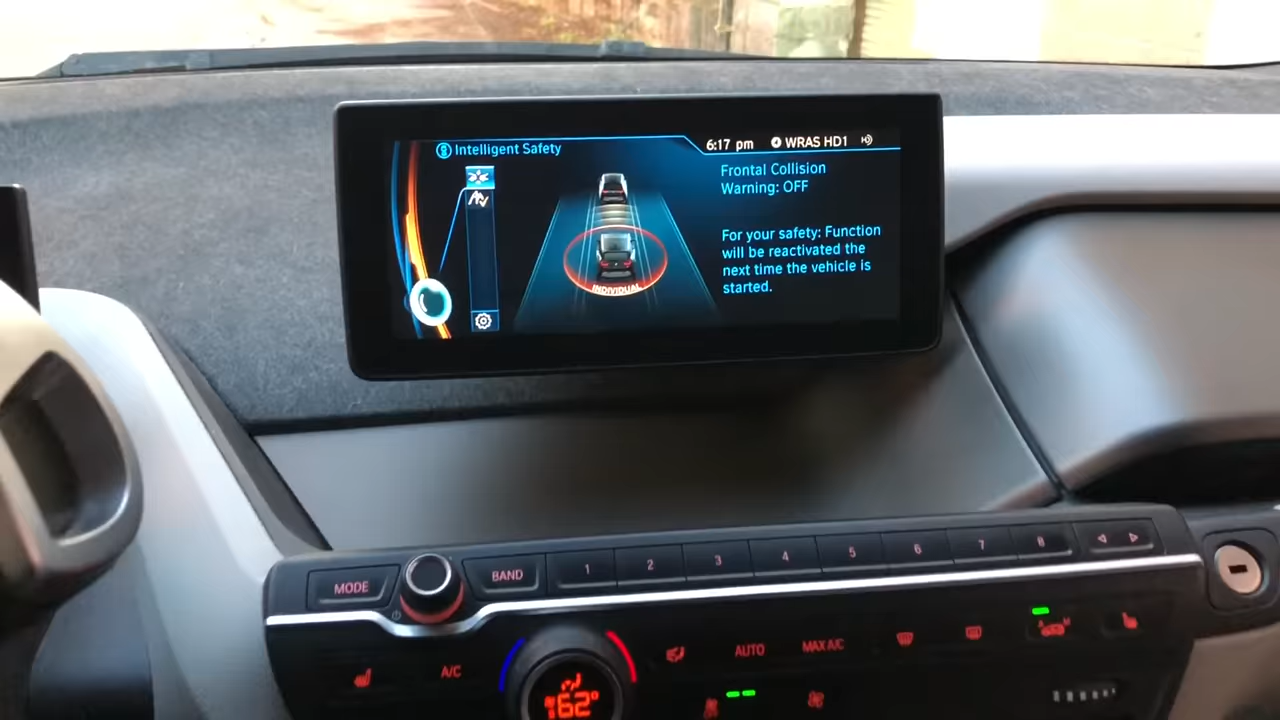 Intelligent Safety
6:17 pm
WRAS HD1
Frontal Collision
Warning: OFF
For your safety: Function
will be reactivated the
next time the vehicle is
started.
INDIVIDUAL
MODE
BAND
1
2
3
4
5
6
7
8
A/C
AUTO
MAX A/C
A
M
62°